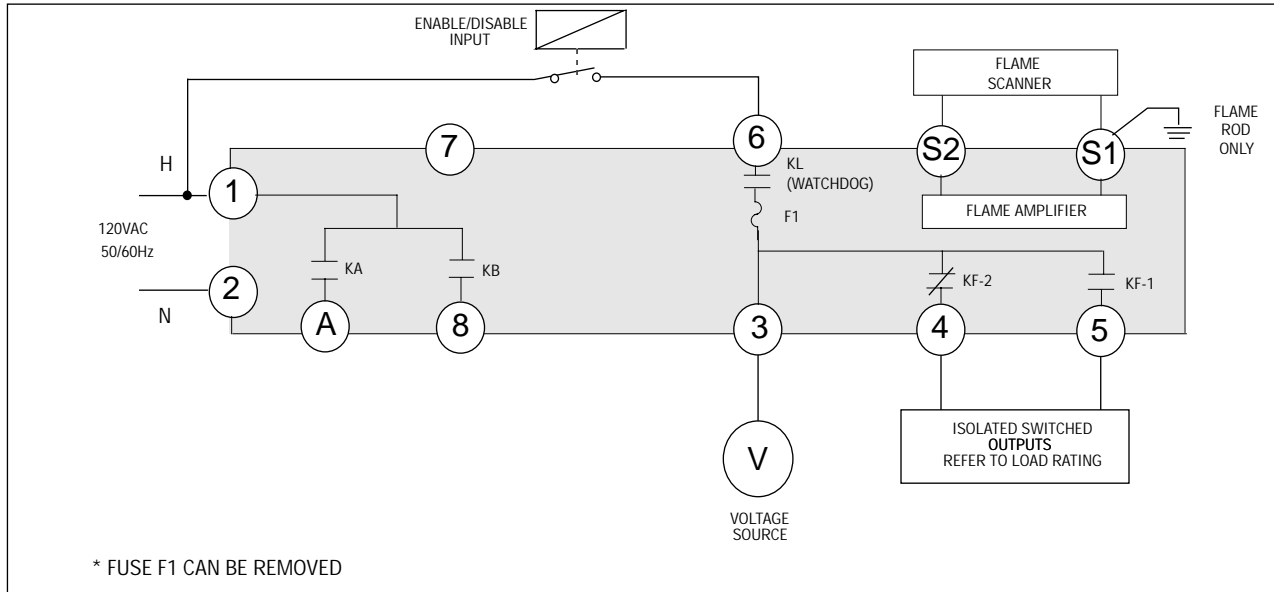 ENABLE/DISABLE
INPUT
FLAME
SCANNER
FLAME
ROD
ONLY
7
6
S2
S1
H
1
KL
(WATCHDOG)
F1
FLAME AMPLIFIER
120VAC
50/60Hz
KA
KB
KF-2
KF-1
2
N
A
8
3
4
5
V
ISOLATED SWITCHED
OUTPUTS
REFER TO LOAD RATING
VOLTAGE
SOURCE
* FUSE F1 CAN BE REMOVED